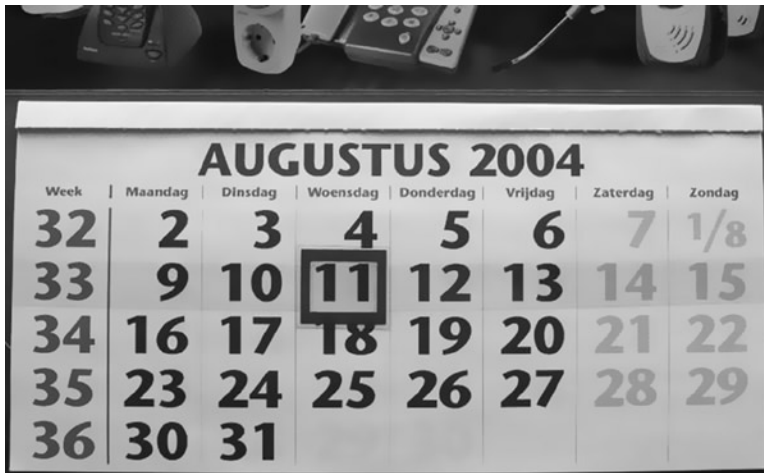 AUGUSTUS 2004
Week Maandag Dinsdag Woensdag Donderdag Vrijdag Zaterdag Zondag
32 2 3 4 5 6 7 1/8
33 9 10 11 12 13 14 15
34 16 17 18 19 20 21 22
35 23 24 25 26 27 28 29
36 30 31